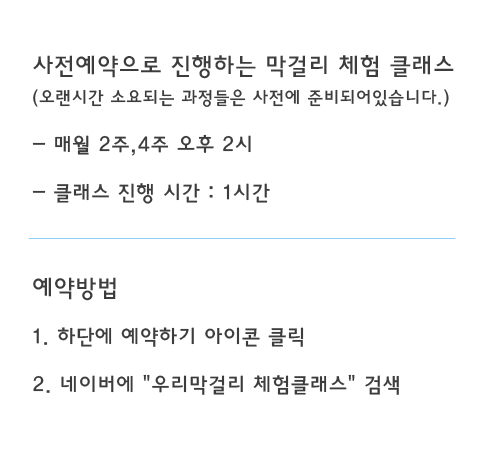 사전예약으로 진행하는 막걸리 체험 클래스
(오랜시간 소요되는 과정들은 사전에 준비되어있습니다.)
– 매월 2주,4주 오후 2시
– 클래스 진행 시간 : 1시간
예약방법
1. 하단에 예약하기 아이콘 클릭
2. 네이버에 "우리막걸리 체험클래스" 검색